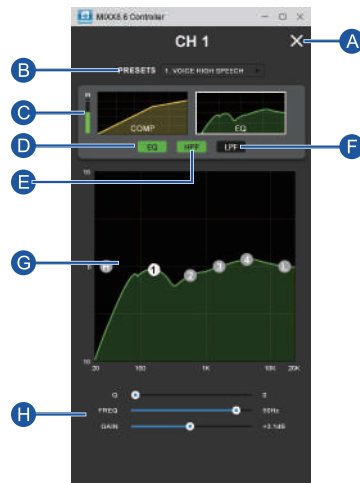 MIXX6.6 Controller
CH 1
A
B
PRESETS 1. VOICE HIGH SPEECH
C
COMP EQ
D
EQ HPF LPF
E
F
G
H 1 2 3 4 L
20 100 1K 10K 20K
H
Q
FREQ
GAIN